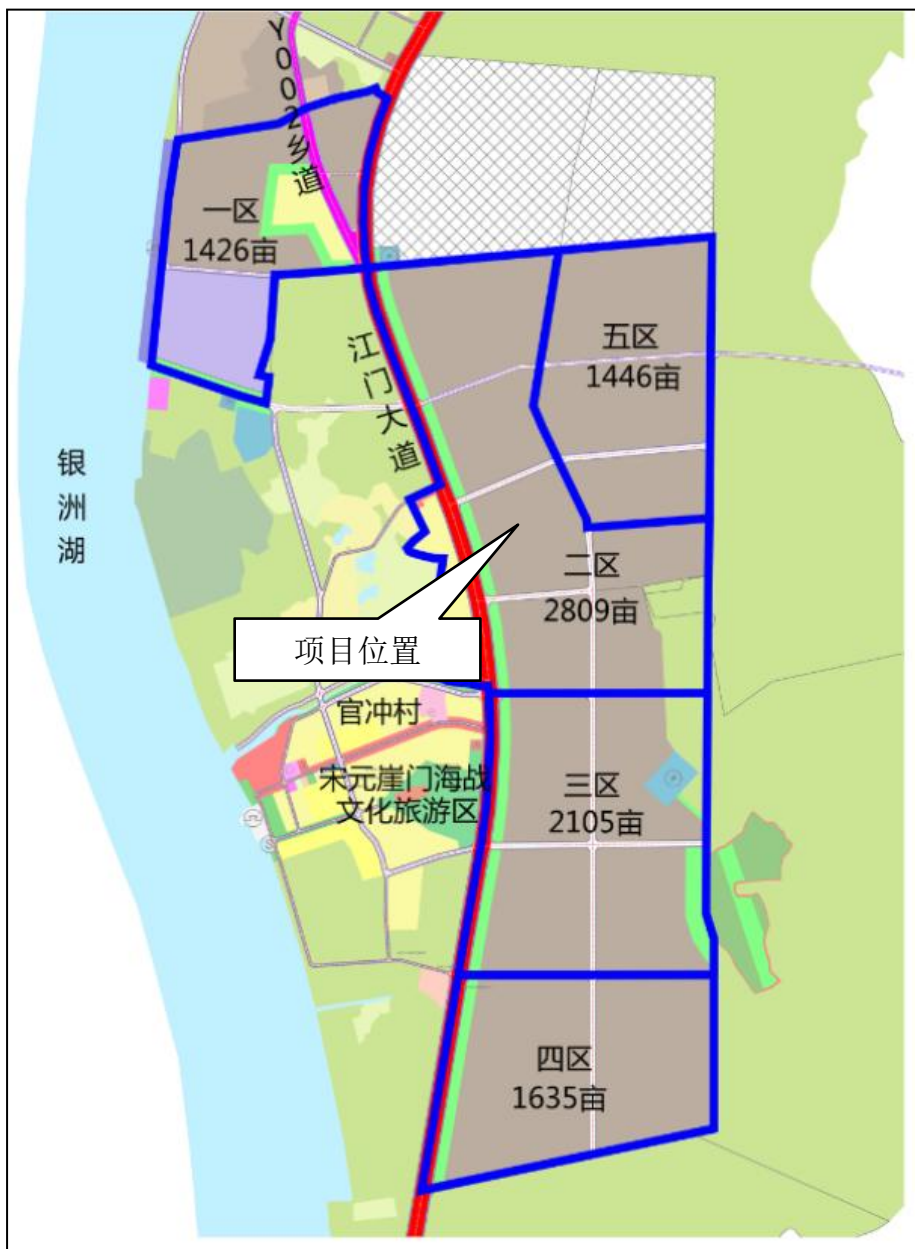 Y002乡道
一区
1426亩
五区
1446亩
江门大道
银洲湖
二区
2809亩
项目位置
官冲村
三区
2105亩
宋元崖门海战
文化旅游区
四区
1635亩